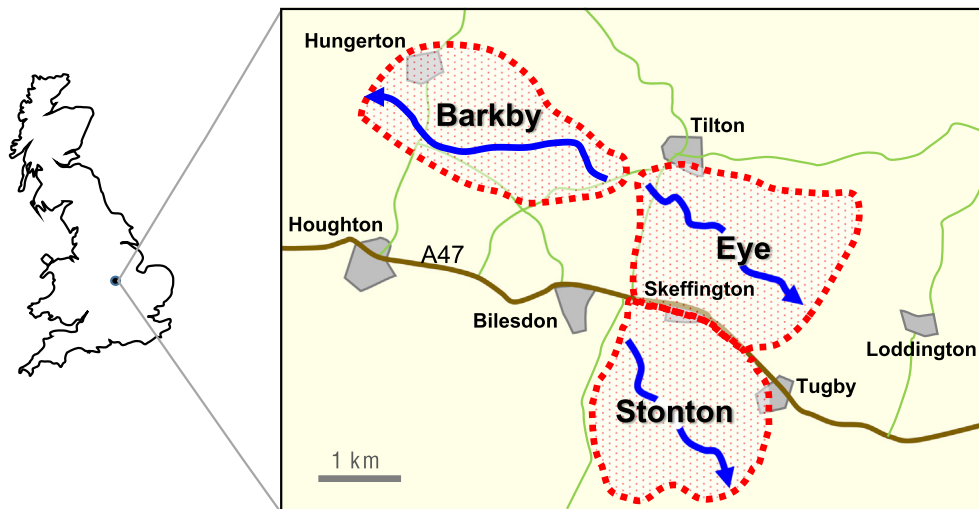 Hungerton
Barkby
Tilton
Houghton
A47
Eye
Skeffington
Bilesdon
Loddington
Tugby
Stonton
1 km